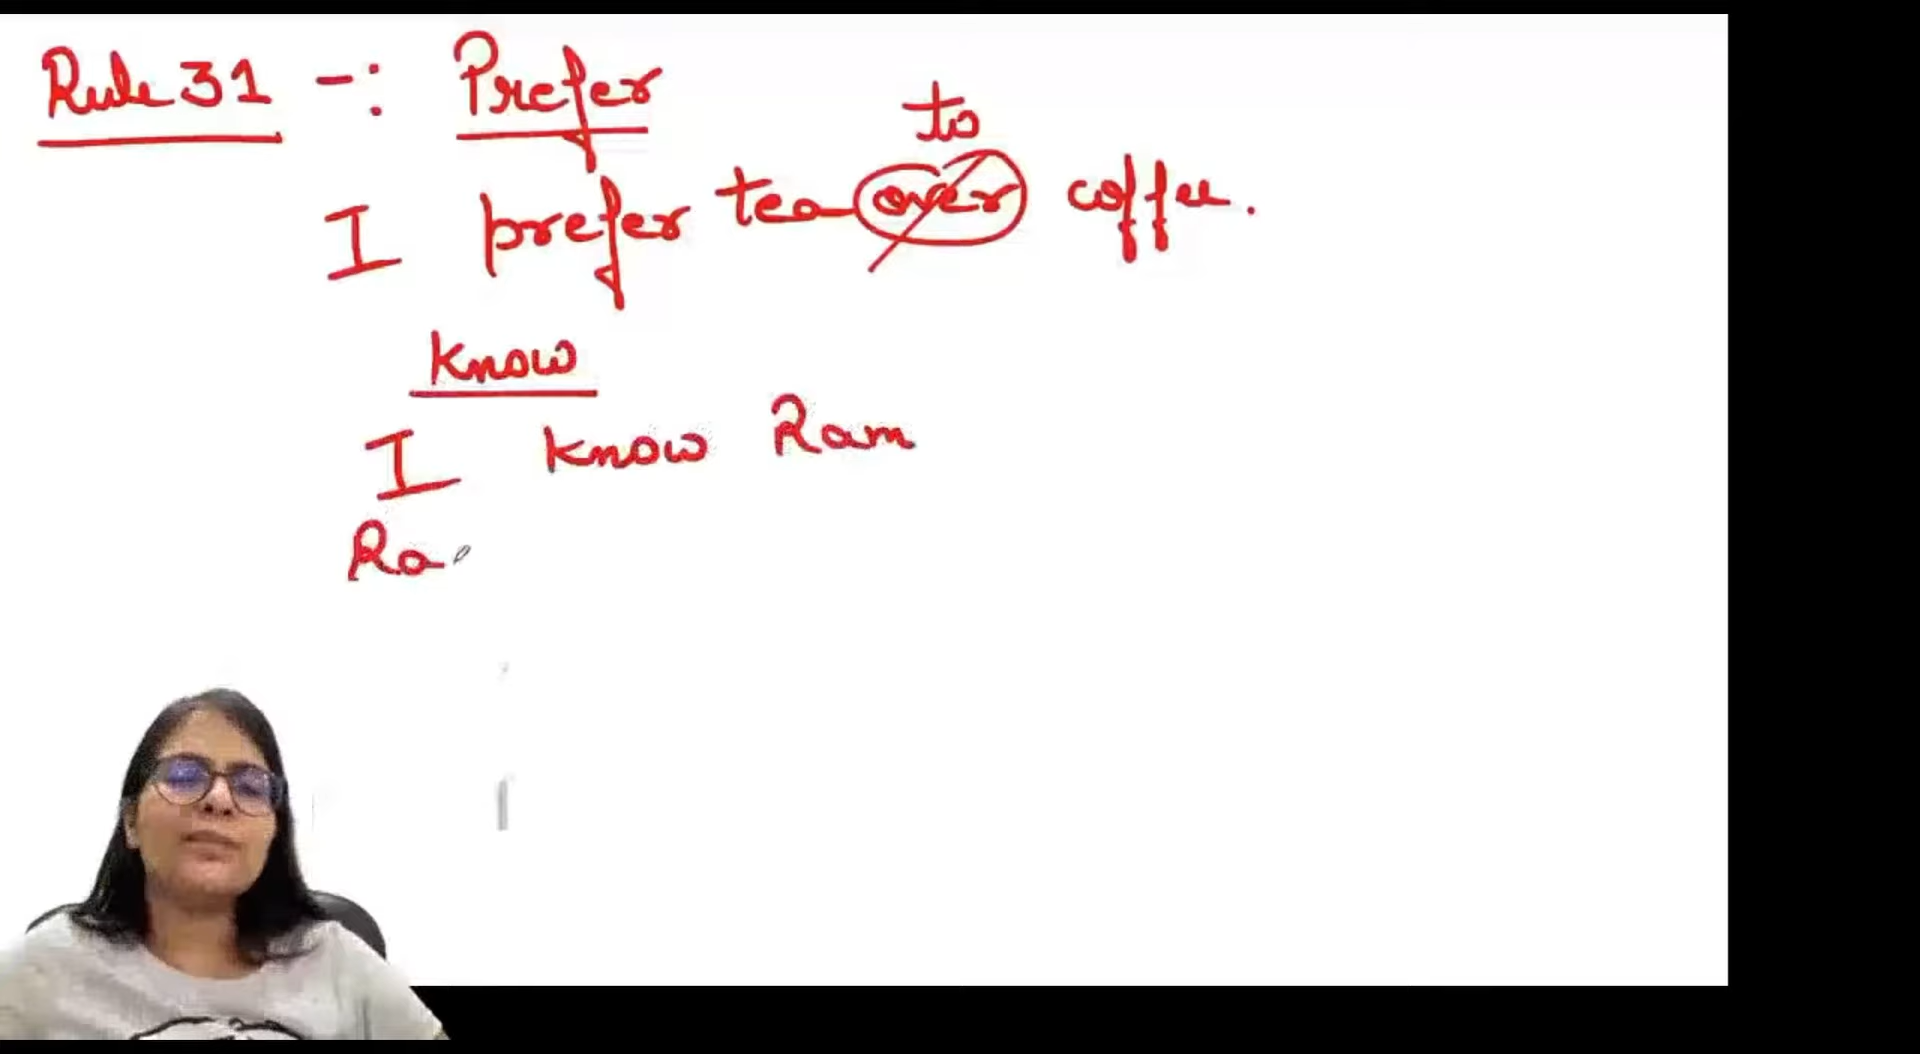 Rule 31 -: Prefer
to
I prefer tea over coffee.
Know
I know Ram
Ra